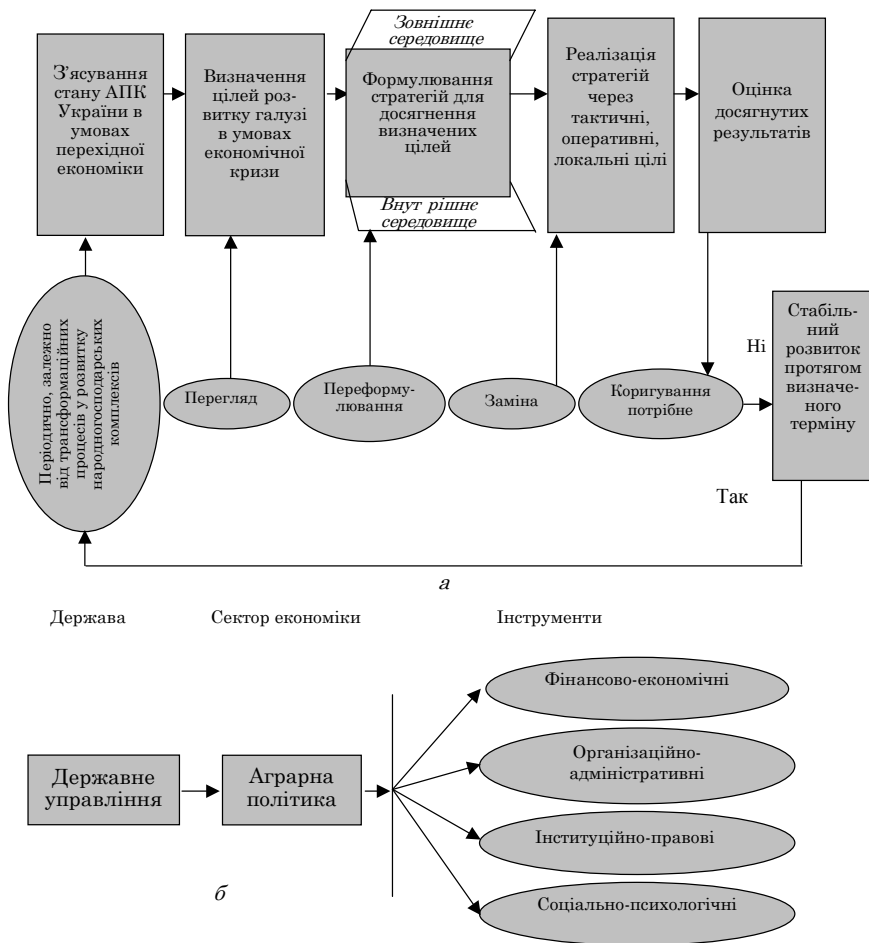 Зовнішнє
середовище
З'ясування
стану АПК
України в
умовах
перехідної
економіки
Визначення
цілей роз-
витку галузі
в умовах
економічної
кризи
Формулювання
стратегій для
досягнення
визначених
цілей
Внут рішнє
середовище
Реалізація
стратегій
через
тактичні,
оперативні,
локальні цілі
Оцінка
досягнутих
результатів
Періодично, залежно
від трансформаційних
процесів у розвитку
народногосподарських
комплексів
Перегляд
Переформу-
лювання
Заміна
Коригування
потрібне
Ні
Так
Стабіль-
ний
розвиток
протягом
визначе-
ного
терміну
а
Держава
Сектор економіки
Інструменти
Державне
управління
Аграрна
політика
Фінансово-економічні
Організаційно-
адміністративні
Інституційно-правові
Соціально-психологічні
б